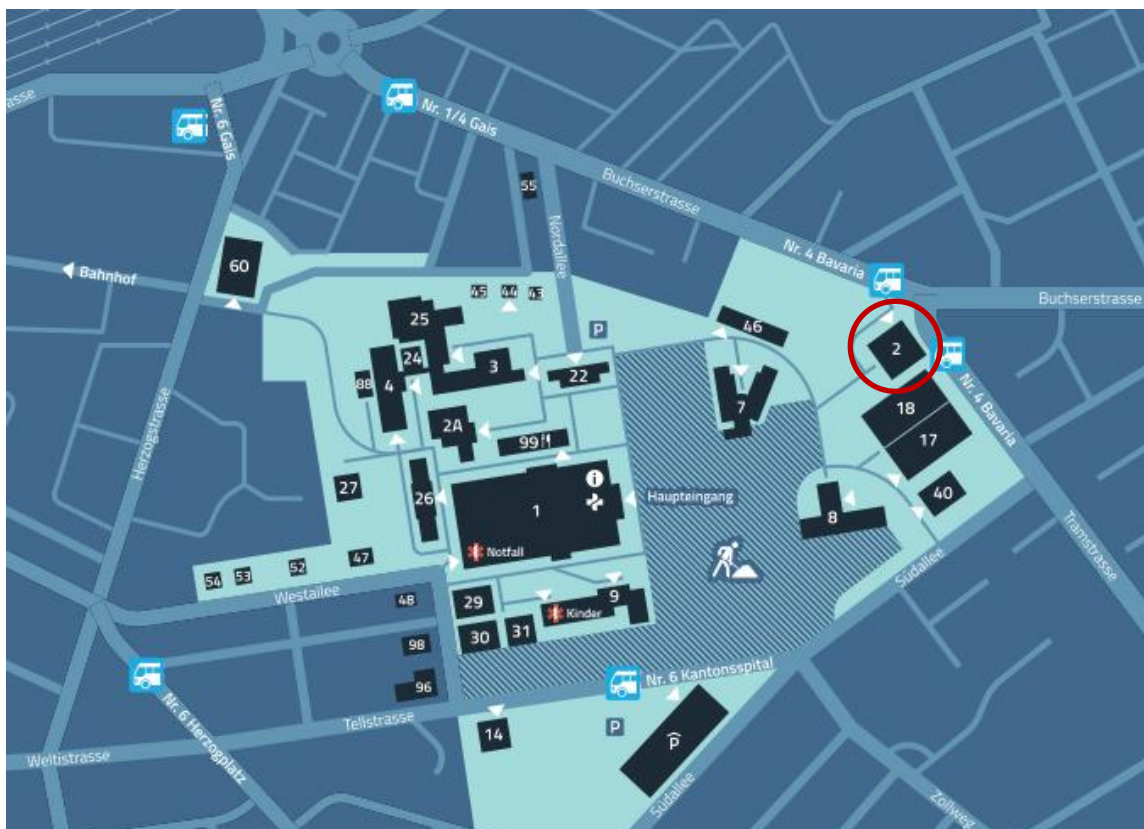 asse
Nr. 6 Gais
Nr. 1/4 Gais
Buchserstrasse
Nordallee
55
Nr. 4 Bavaria
Buchserstrasse
60
Bahnhof
45
44
43
25
P
46
2
24
3
22
Nr. 4 Bavaria
88
4
7
18
2A
17
99
Herzogstrasse
27
26
1
i
Haupteingang
40
8
Notfall
Tramstrasse
54
53
52
47
Westallee
Südallee
48
29
9
Kinder
30
31
98
96
Nr. 6 Kantonsspital
Nr. 6 Herzogplatz
Tellstrasse
14
P
P
Weltistrasse
Südallee
Zollweg